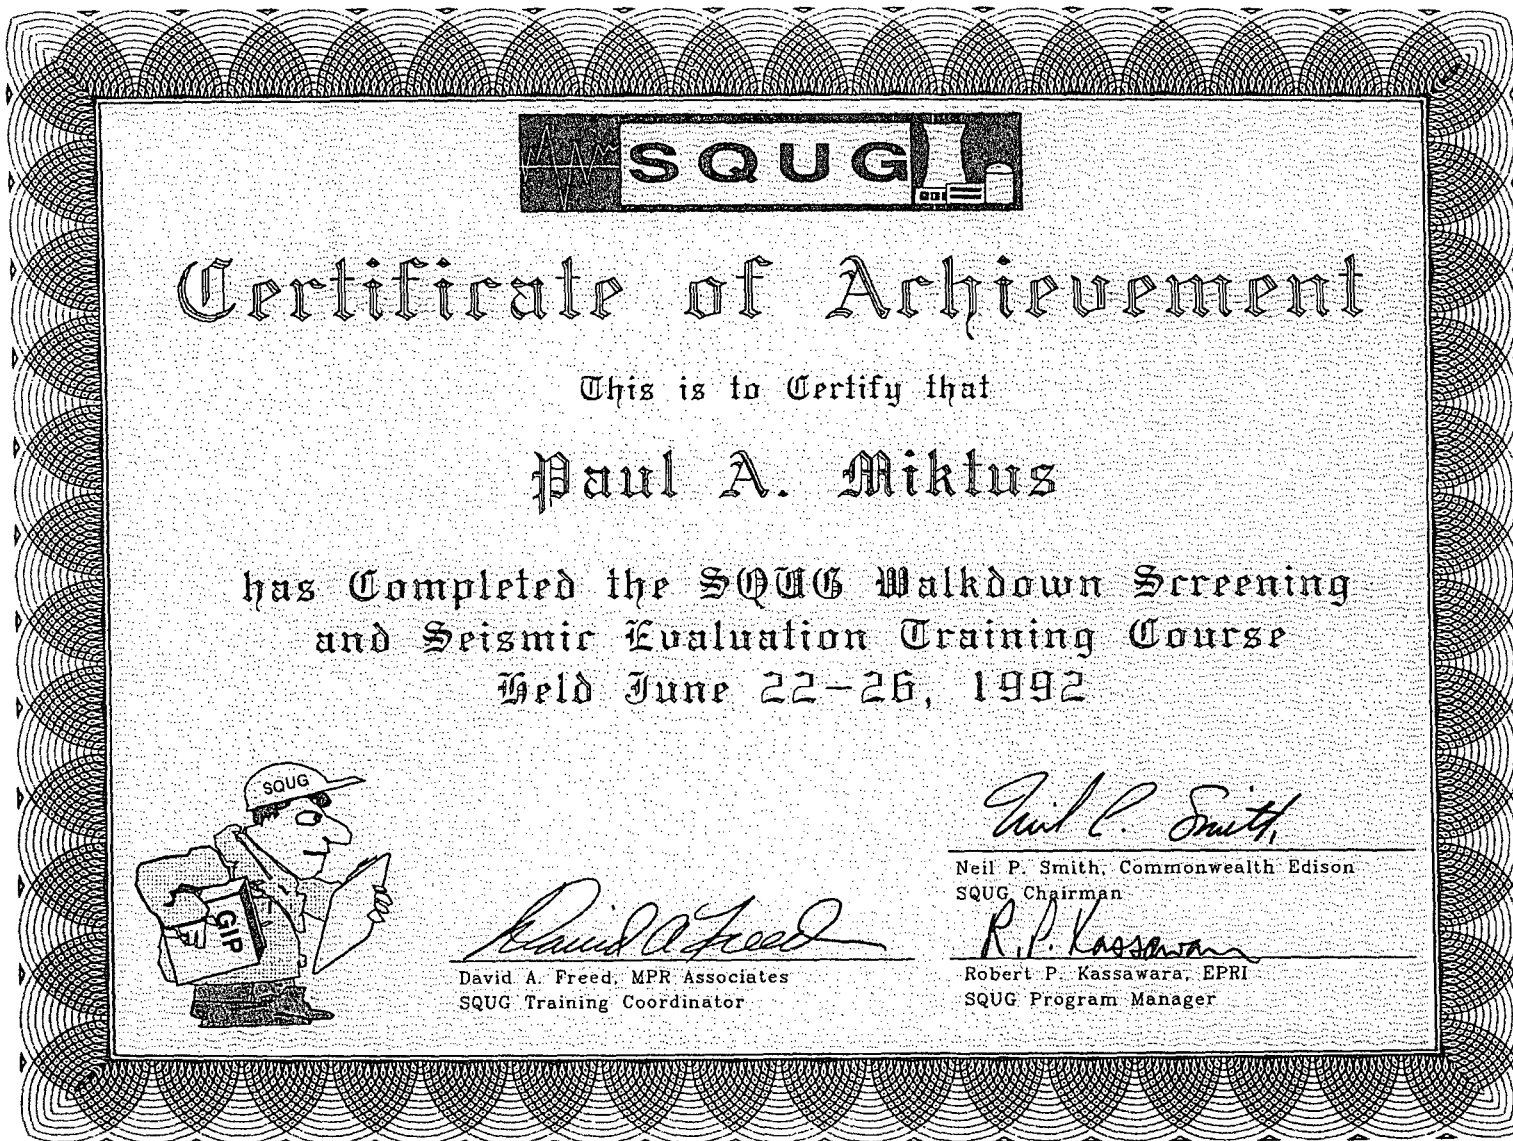 SQUG
Certificate of Achievement
This is to Certify that
Paul A. Miktus
has Completed the SQUG Walkdown Screening
and Seismic Evaluation Training Course
Held June 22-26, 1992
SQUG
GIP
Neil P. Smith
Neil P. Smith, Commonwealth Edison
SQUG Chairman
David A Freed
David A. Freed, MPR Associates
SQUG Training Coordinator
R.P. Kassawara
Robert P. Kassawara, EPRI
SQUG Program Manager